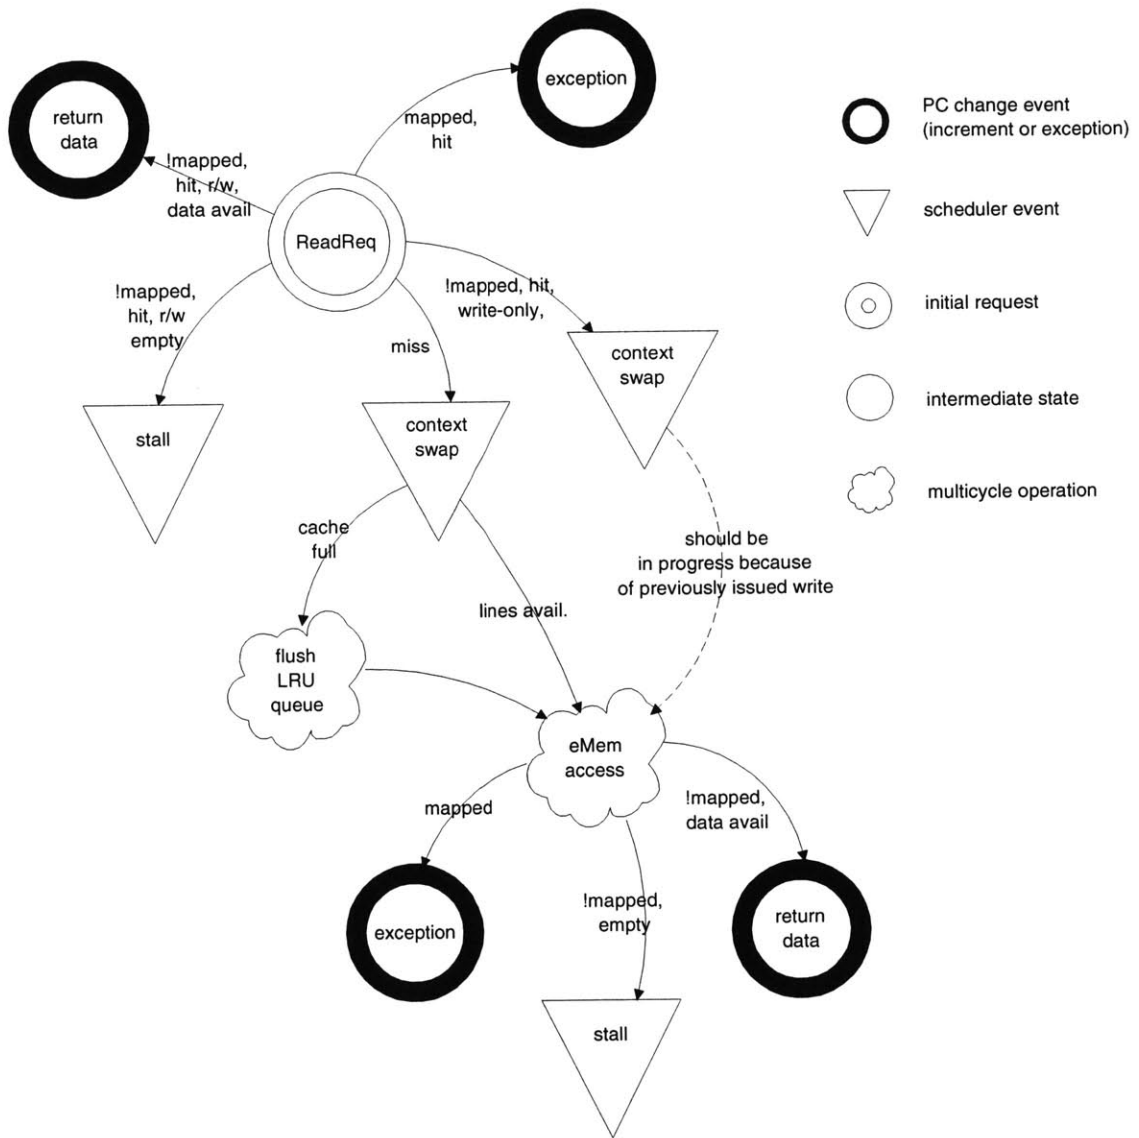 exception
return
data
mapped,
hit
!mapped,
hit, r/w,
data avail
ReadReq
!mapped,
hit, r/w
empty
miss
!mapped, hit,
write-only,
context
swap
stall
context
swap
cache
full
lines avail.
should be
in progress because
of previously issued write
flush
LRU
queue
eMem
access
mapped
!mapped,
data avail
!mapped,
empty
exception
return
data
stall
PC change event
(increment or exception)
scheduler event
initial request
intermediate state
multicycle operation